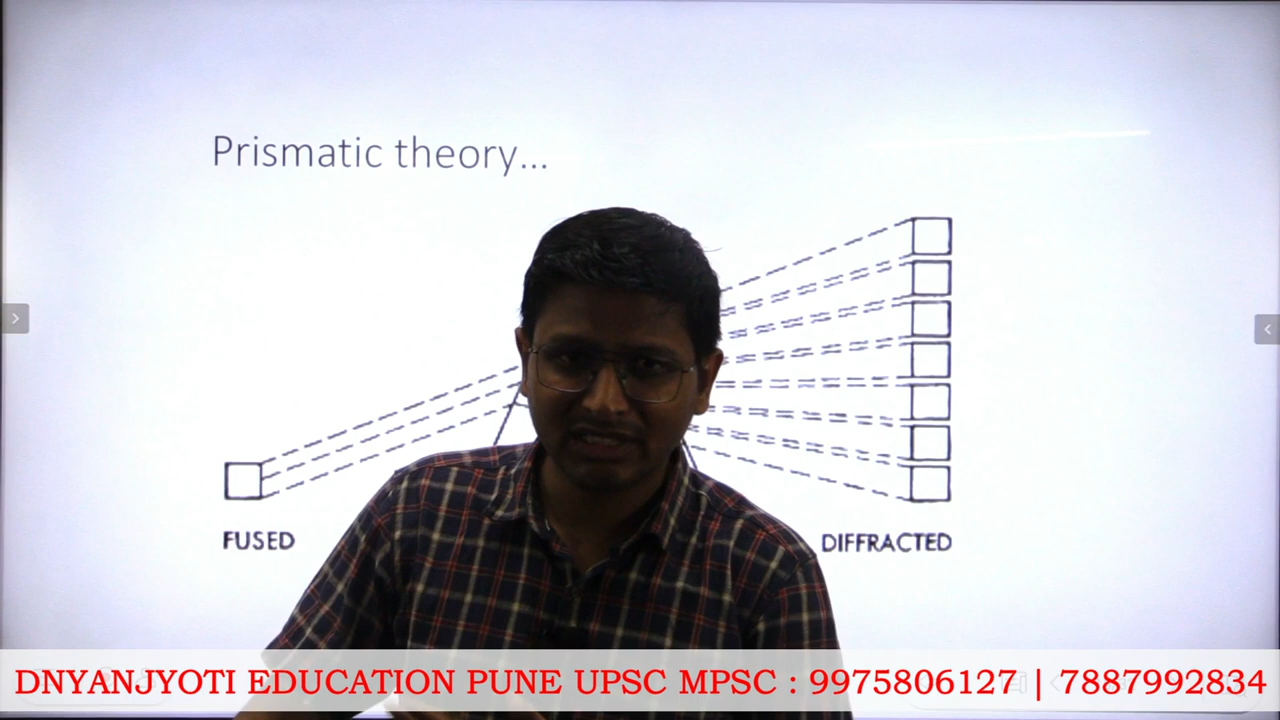 Prismatic theory...
FUSED
DIFFRACTED
DNYANJYOTI EDUCATION PUNE UPSC MPSC : 9975806127 | 7887992834